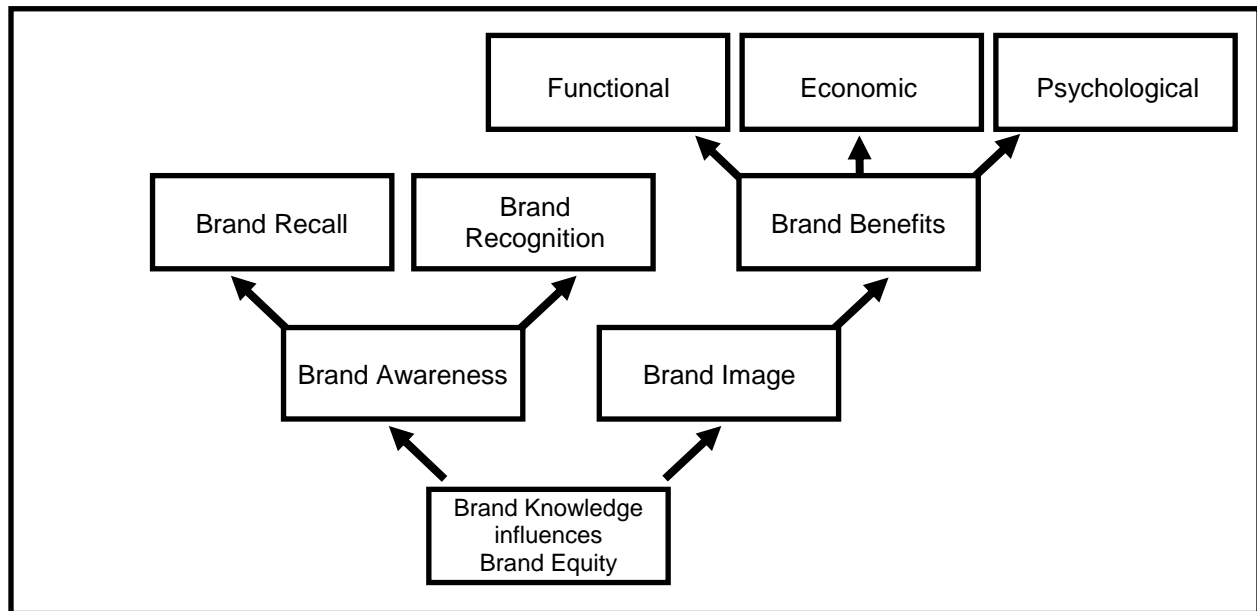 Functional
Economic
Psychological
Brand Recall
Brand
Recognition
Brand Benefits
Brand Awareness
Brand Image
Brand Knowledge
influences
Brand Equity